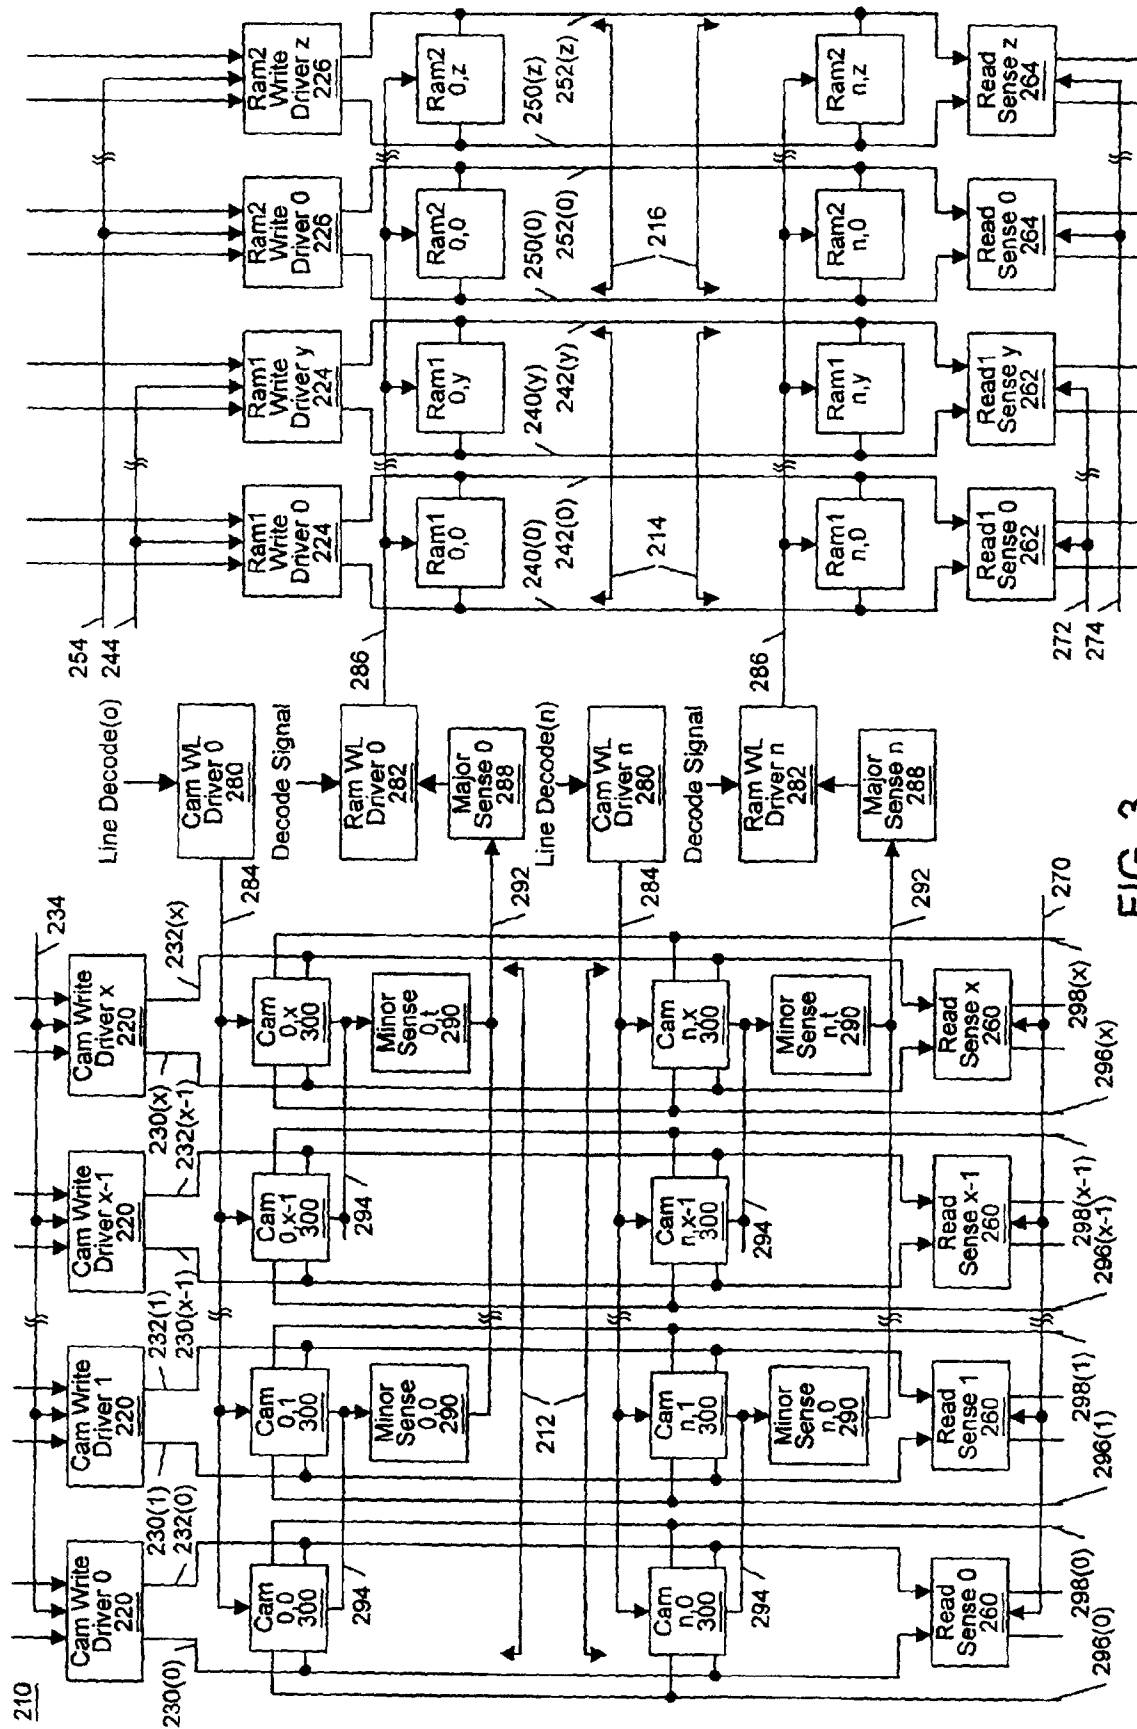 210
Cam Write
Driver 0
220
Cam Write
Driver 1
220
Cam Write
Driver x-1
220
Cam Write
Driver x
220
234
230(0)
230(1)
232(0)
232(1)
230(x-1)
230(x)
232(x-1)
232(x)
Line Decode(o)
Cam WL
Driver 0
280
284
254
244
Ram1
Write
Driver 0
224
Ram1
Write
Driver y
224
Ram2
Write
Driver 0
226
Ram2
Write
Driver z
226
Cam
0,0
300
Cam
0,1
300
Cam
0,x-1
300
Cam
0,x
300
Decode Signal
Ram WL
Driver 0
282
286
Ram1
0,0
Ram1
0,y
Ram2
0,0
Ram2
0,z
294
Minor
Sense
0,0
290
294
Minor
Sense
0,t
290
Major
Sense 0
288
292
240(0)
242(0)
240(y)
242(y)
250(0)
252(0)
250(z)
252(z)
212
214
216
Line Decode(n)
Cam WL
Driver n
280
284
Cam
n,0
300
Cam
n,1
300
Cam
n,x-1
300
Cam
n,x
300
Decode Signal
Ram WL
Driver n
282
286
Ram1
n,0
Ram1
n,y
Ram2
n,0
Ram2
n,z
294
Minor
Sense
n,0
290
294
Minor
Sense
n,t
290
Major
Sense n
288
292
Read
Sense 0
260
Read
Sense 1
260
Read
Sense x-1
260
Read
Sense x
260
270
272
274
Read1
Sense 0
262
Read1
Sense y
262
Read
Sense 0
264
Read
Sense z
264
296(0)
298(0)
296(1)
298(1)
296(x-1)
298(x-1)
296(x)
298(x)
FIG. 3